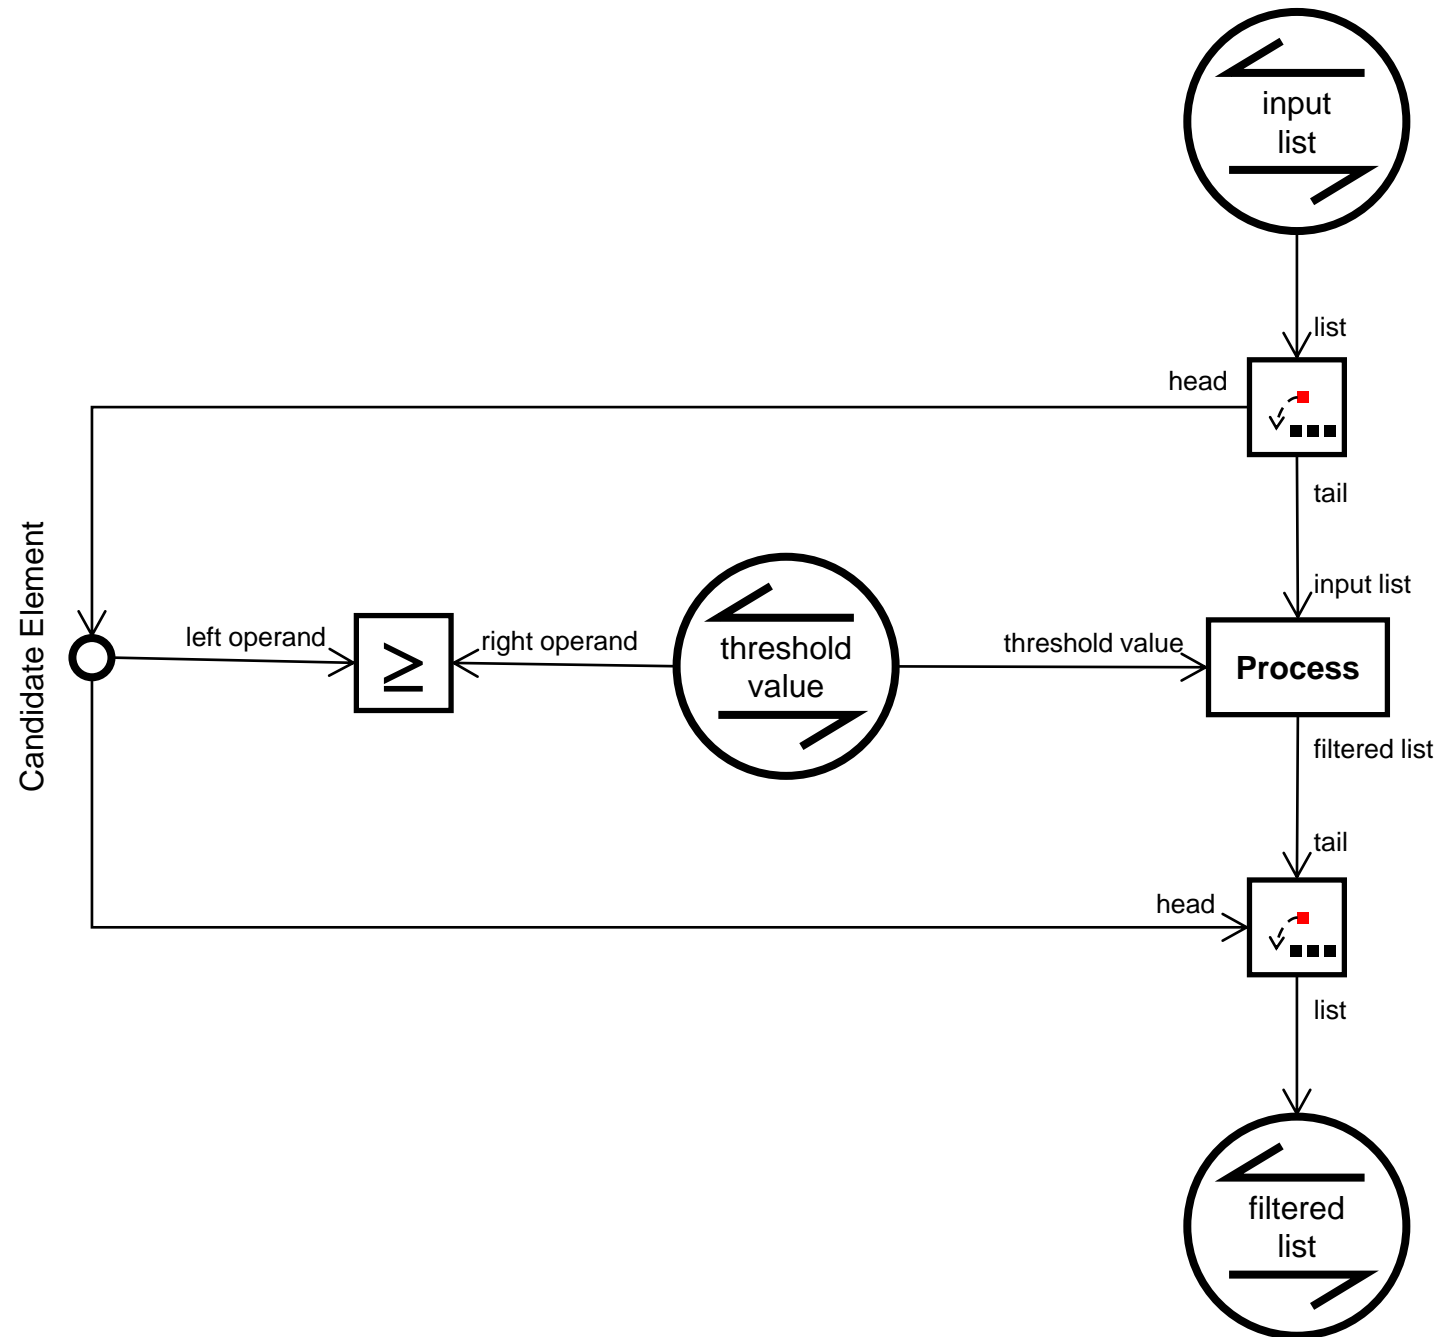 input
list
list
head
tail
input list
Candidate Element
left operand
≥
right operand
threshold
value
threshold value
Process
filtered list
tail
head
list
filtered
list